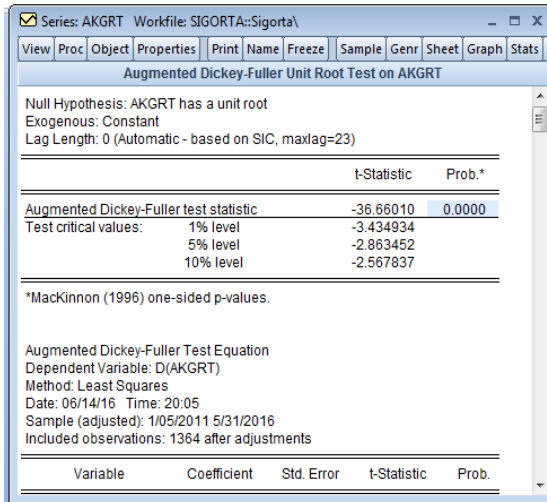 Series: AKGRT Workfile: SIGORTA::Sigorta\
View Proc Object Properties Print Name Freeze Sample Genr Sheet Graph Stats
Augmented Dickey-Fuller Unit Root Test on AKGRT
Null Hypothesis: AKGRT has a unit root
Exogenous: Constant
Lag Length: 0 (Automatic - based on SIC, maxlag=23)
t-Statistic Prob.*
Augmented Dickey-Fuller test statistic -36.66010 0.0000
Test critical values: 1% level -3.434934
5% level -2.863452
10% level -2.567837
*MacKinnon (1996) one-sided p-values.
Augmented Dickey-Fuller Test Equation
Dependent Variable: D(AKGRT)
Method: Least Squares
Date: 06/14/16 Time: 20:05
Sample (adjusted): 1/05/2011 5/31/2016
Included observations: 1364 after adjustments
Variable Coefficient Std. Error t-Statistic Prob.